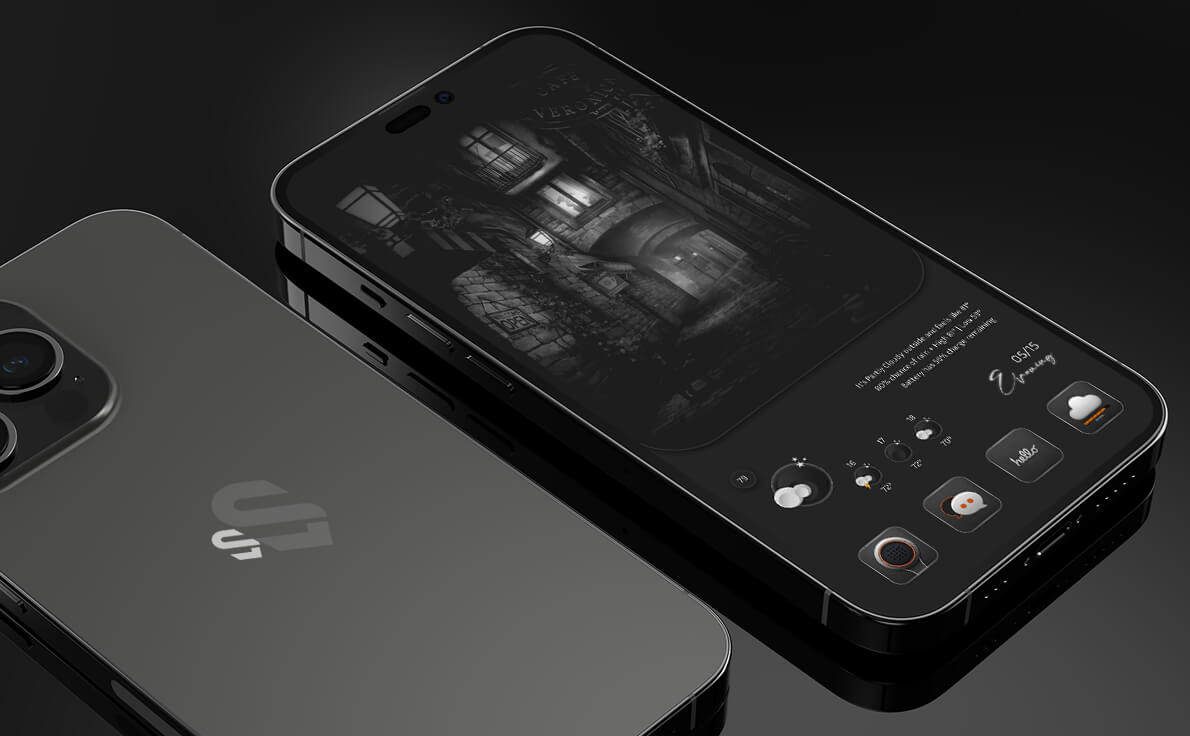 CAFE
VERONICA
It's Partly Cloudy outside and feels like 81°
80% chance of rain • High 81° | Low 59°
Battery has 50% charge remaining
05/15
Evening
79
16
72°
17
72°
18
70°
hello